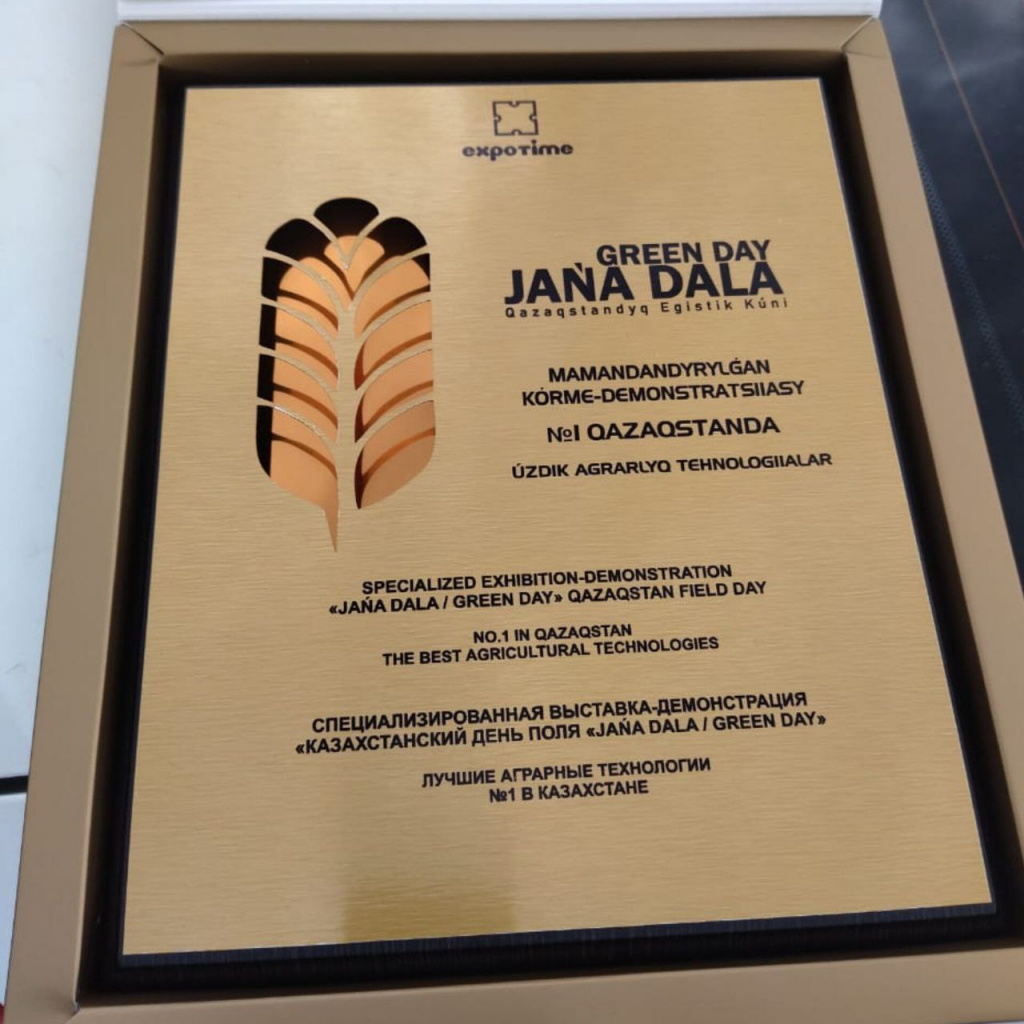 expotime
GREEN DAY
JAŃA DALA
Qazaqstandyq Egistik Kúni
MAMANDANDYRYLǴAN
KÓRME-DEMONSTRATSIIASY
№1 QAZAQSTANDA
ÚZDIK AGRARLYQ TEHNOLOGIIALAR
SPECIALIZED EXHIBITION-DEMONSTRATION
«JAŃA DALA / GREEN DAY» QAZAQSTAN FIELD DAY
NO.1 IN QAZAQSTAN
THE BEST AGRICULTURAL TECHNOLOGIES
СПЕЦИАЛИЗИРОВАННАЯ ВЫСТАВКА-ДЕМОНСТРАЦИЯ
«КАЗАХСТАНСКИЙ ДЕНЬ ПОЛЯ «JAŃA DALA / GREEN DAY»
ЛУЧШИЕ АГРАРНЫЕ ТЕХНОЛОГИИ
№1 В КАЗАХСТАНЕ